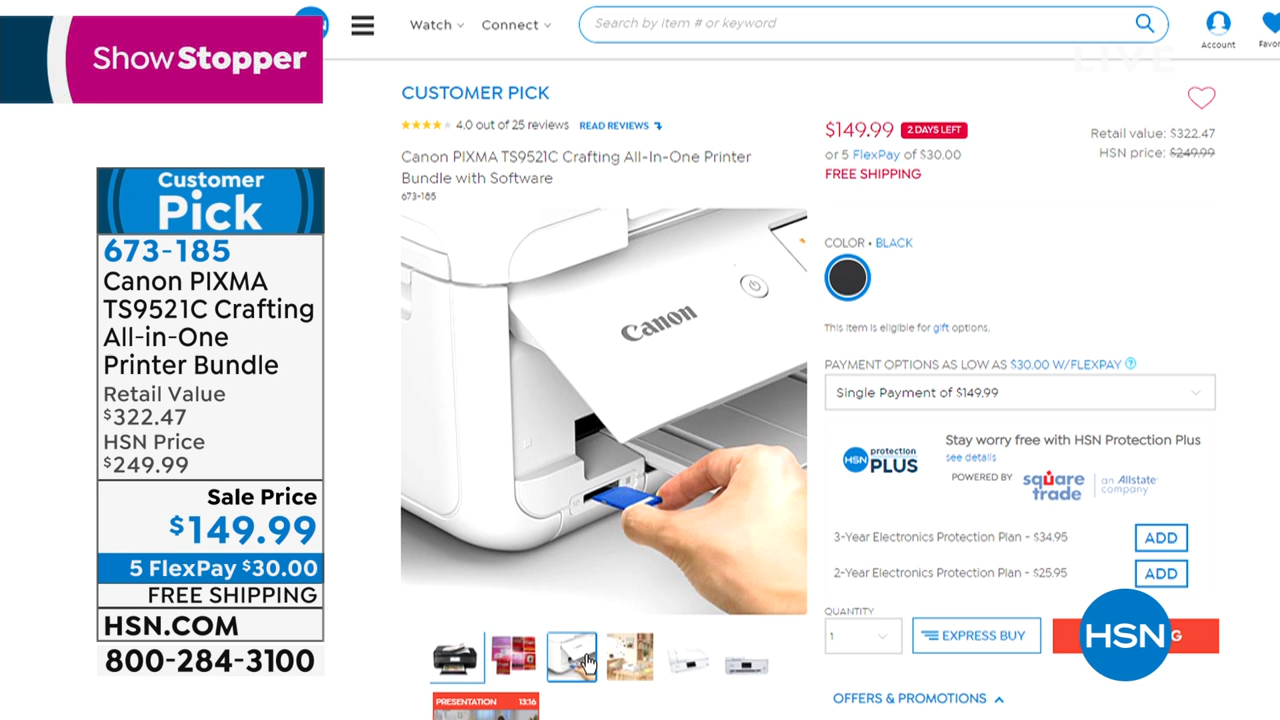 ShowStopper
Watch
Connect
Search by item # or keyword
Account
Favor
LIVE
Customer
Pick
673-185
Canon PIXMA
TS9521C Crafting
All-in-One
Printer Bundle
Retail Value
$322.47
HSN Price
$249.99
Sale Price
$149.99
5 FlexPay $30.00
FREE SHIPPING
HSN.COM
800-284-3100
CUSTOMER PICK
4.0 out of 25 reviews READ REVIEWS
Canon PIXMA TS9521C Crafting All-In-One Printer
Bundle with Software
673-185
Canon
PRESENTATION 13:16
$149.99 2 DAYS LEFT
or 5 FlexPay of $30.00
FREE SHIPPING
Retail value: $322.47
HSN price: $249.99
COLOR • BLACK
This item is eligible for gift options.
PAYMENT OPTIONS AS LOW AS $30.00 W/FLEXPAY ?
Single Payment of $149.99
HSN protection PLUS
Stay worry free with HSN Protection Plus
see details
POWERED BY square trade an Allstate company
3-Year Electronics Protection Plan - $34.95 ADD
2-Year Electronics Protection Plan - $25.95 ADD
QUANTITY
1
EXPRESS BUY
HSN
G
OFFERS & PROMOTIONS